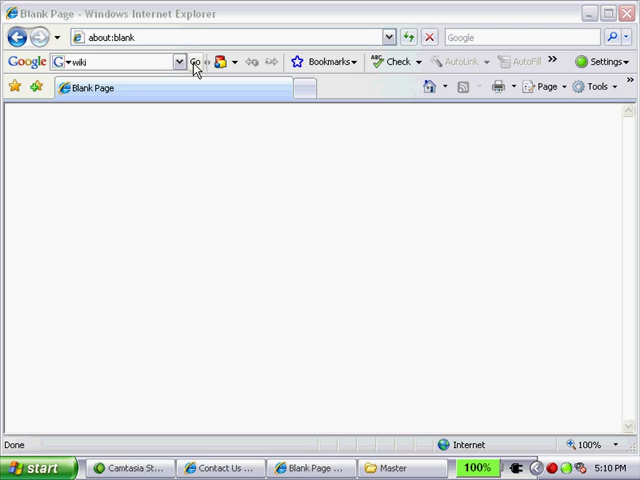 Blank Page - Windows Internet Explorer
about:blank
Google
Google wiki Go Bookmarks Check AutoLink AutoFill Settings
Blank Page
Page Tools
Done Internet 100%
start Camtasia St... Contact Us ... Blank Page ... Master 100% 5:10 PM